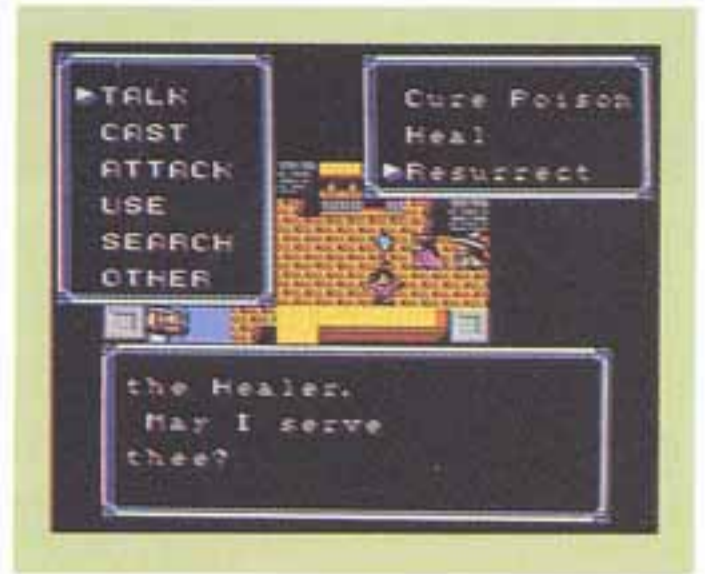 TALK
CAST
ATTACK
USE
SEARCH
OTHER
Cure Poison
Heal
Resurrect
the Healer.
May I serve
thee?